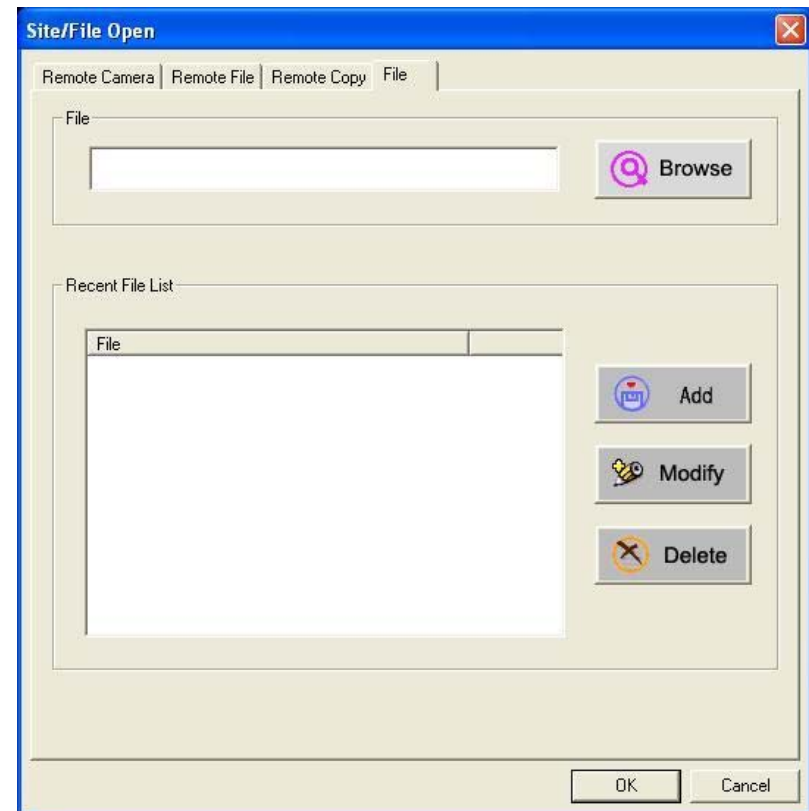 Site/File Open
Remote Camera Remote File Remote Copy File
File
Browse
Recent File List
File
Add
Modify
Delete
OK Cancel